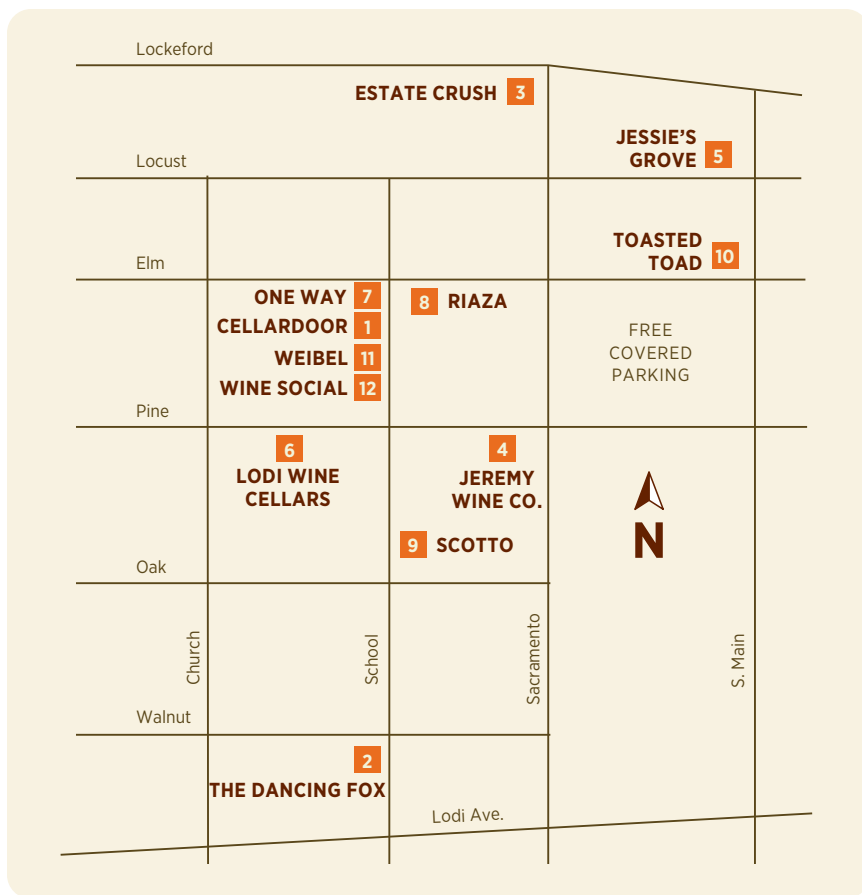 Lockeford
ESTATE CRUSH 3
JESSIE'S
GROVE 5
Locust
TOASTED
TOAD 10
Elm
ONE WAY 7
8 RIAZA
CELLARDOOR 1
WEIBEL 11
WINE SOCIAL 12
FREE
COVERED
PARKING
Pine
6
LODI WINE
CELLARS
4
JEREMY
WINE CO.
N
9 SCOTTO
Oak
Church
School
Sacramento
S. Main
Walnut
2
THE DANCING FOX
Lodi Ave.